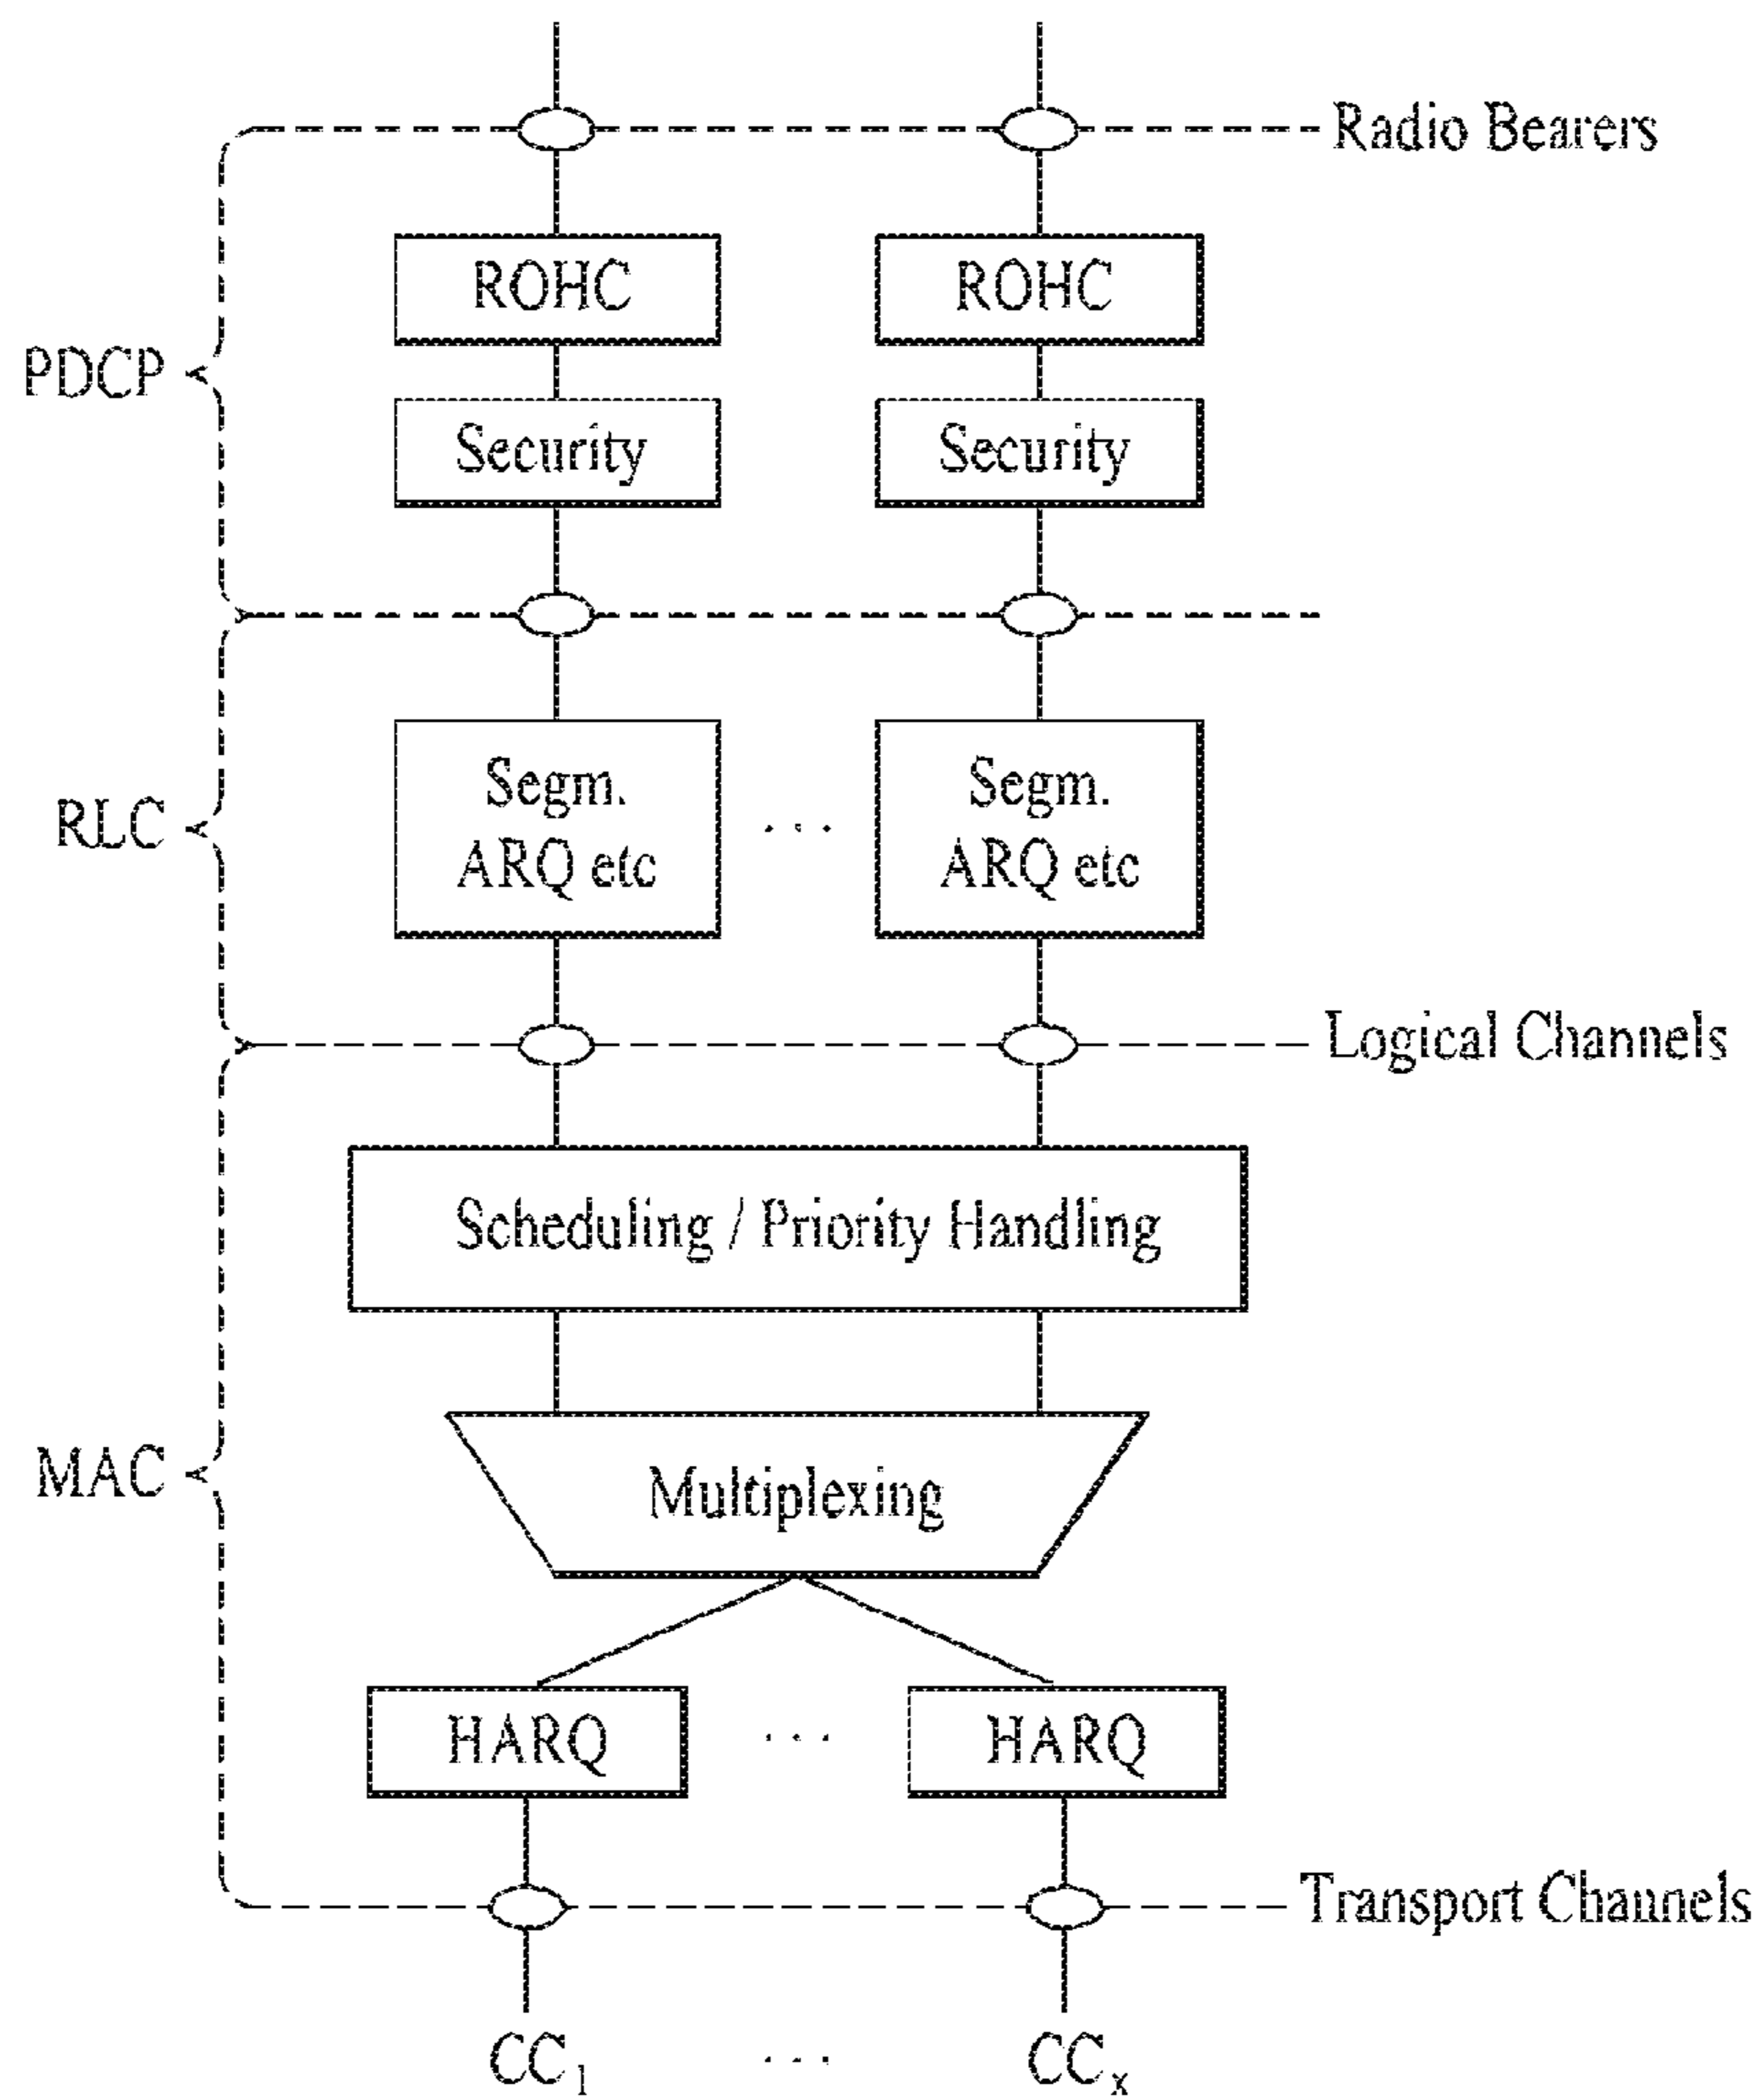 Radio Bearers
ROHC ROHC
PDCP
Security Security
Segm. Segm.
RLC ...
ARQ etc ARQ etc
Logical Channels
Scheduling / Priority Handling
MAC
Multiplexing
HARQ ... HARQ
Transport Channels
CC1 ... CCx